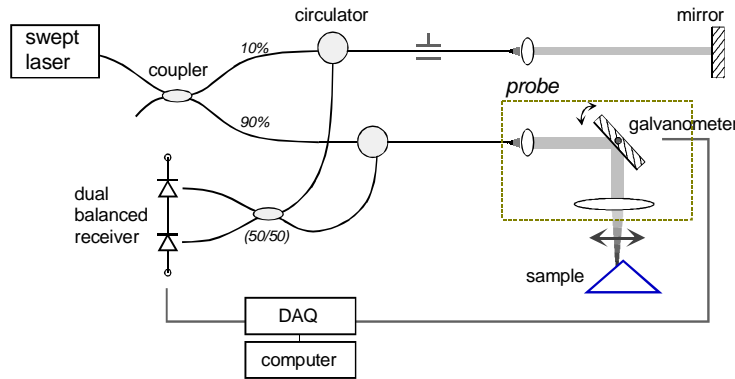 circulator
mirror
swept
laser
10%
coupler
probe
90%
galvanometer
dual
balanced
receiver
(50/50)
sample
DAQ
computer